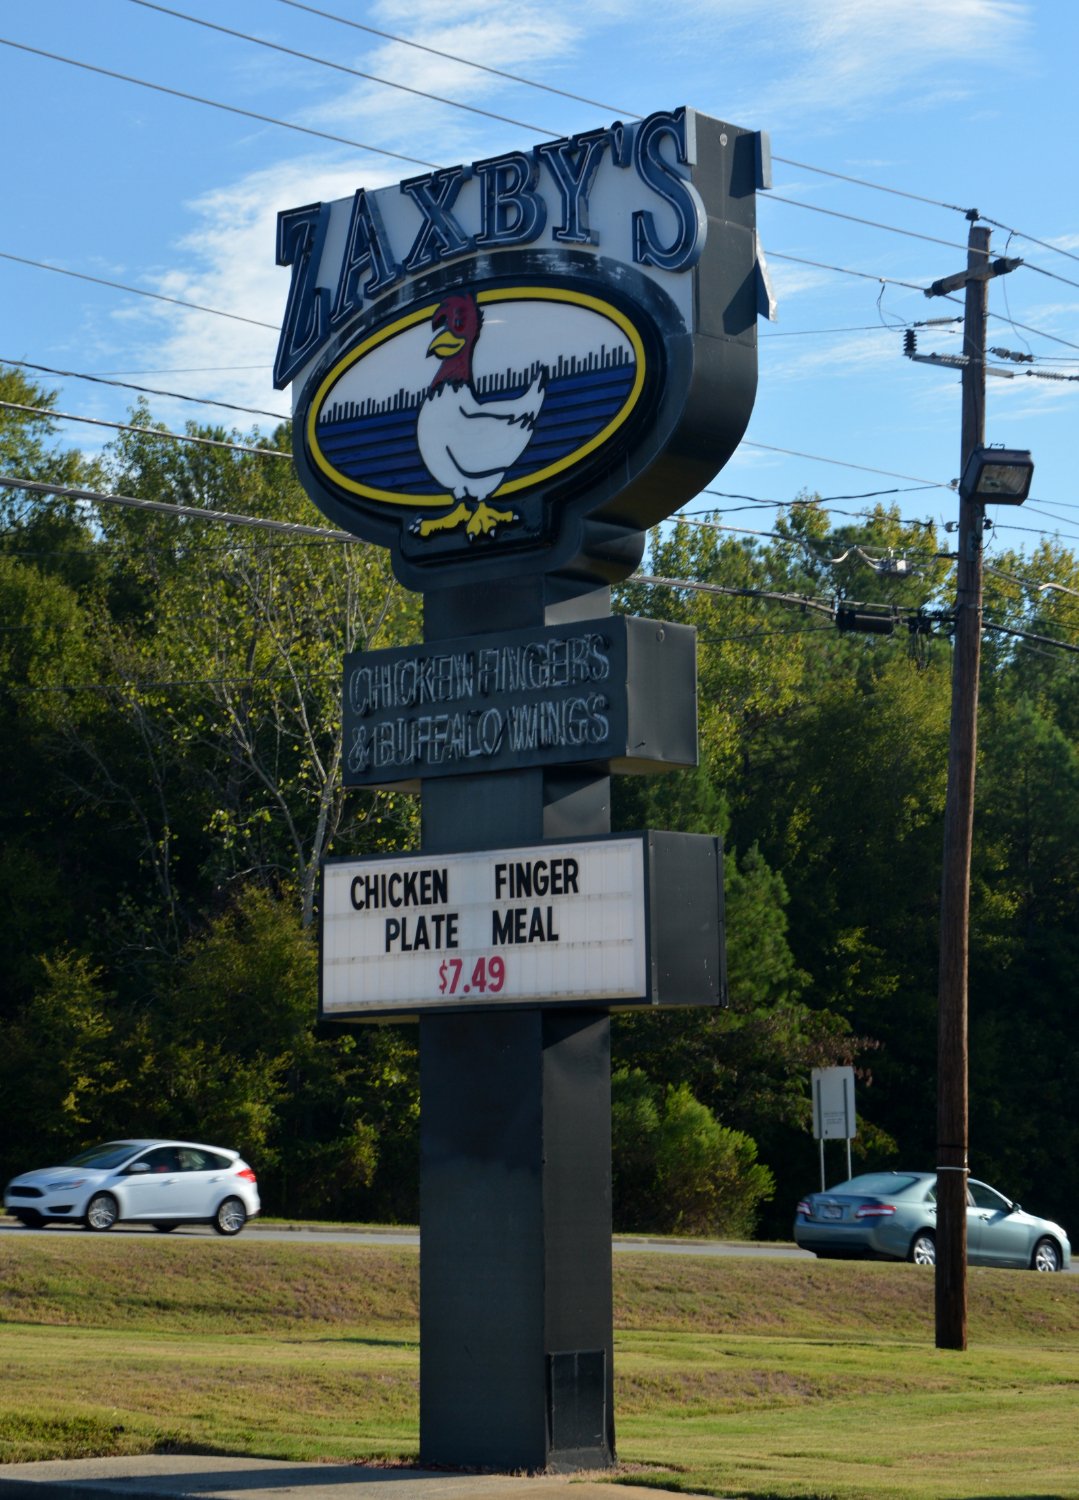 ZAXBY'S
CHICKEN FINGERS
& BUFFALO WINGS
CHICKEN FINGER
PLATE MEAL
$7.49